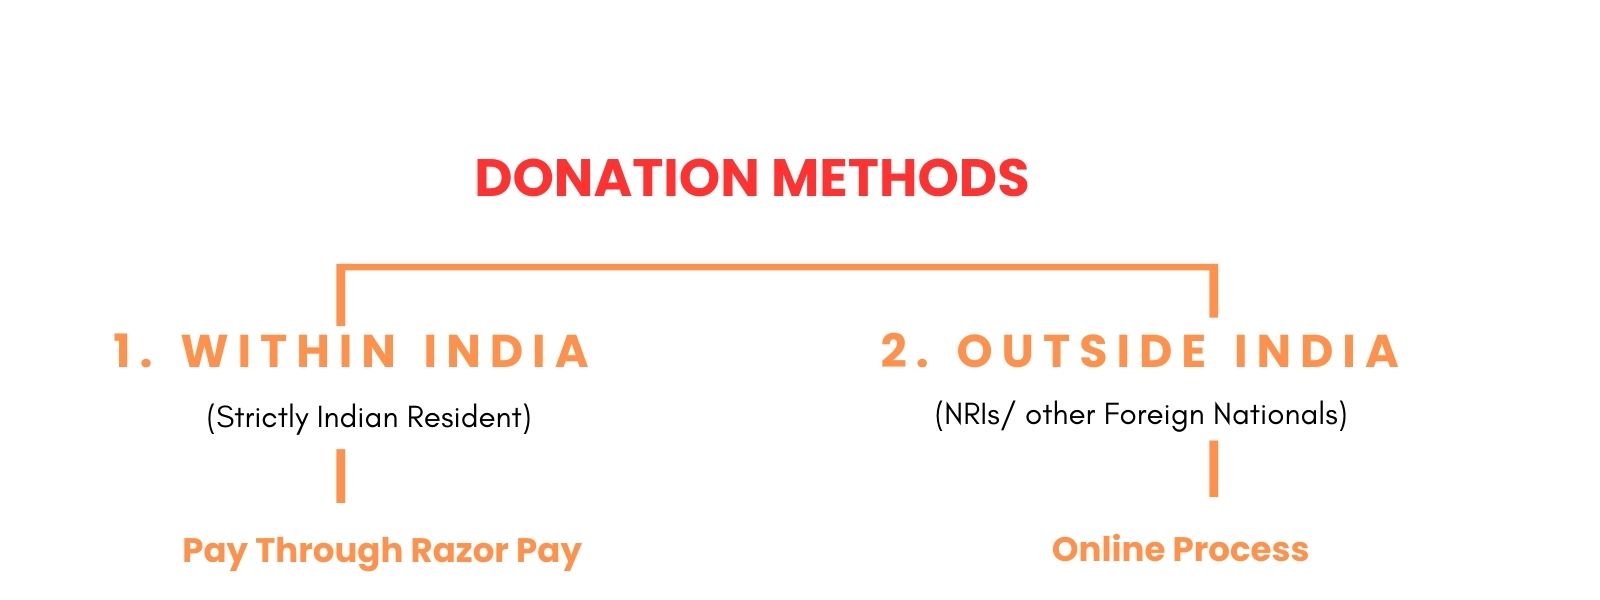 DONATION METHODS
1. WITHIN INDIA
(Strictly Indian Resident)
Pay Through Razor Pay
2. OUTSIDE INDIA
(NRIs/ other Foreign Nationals)
Online Process